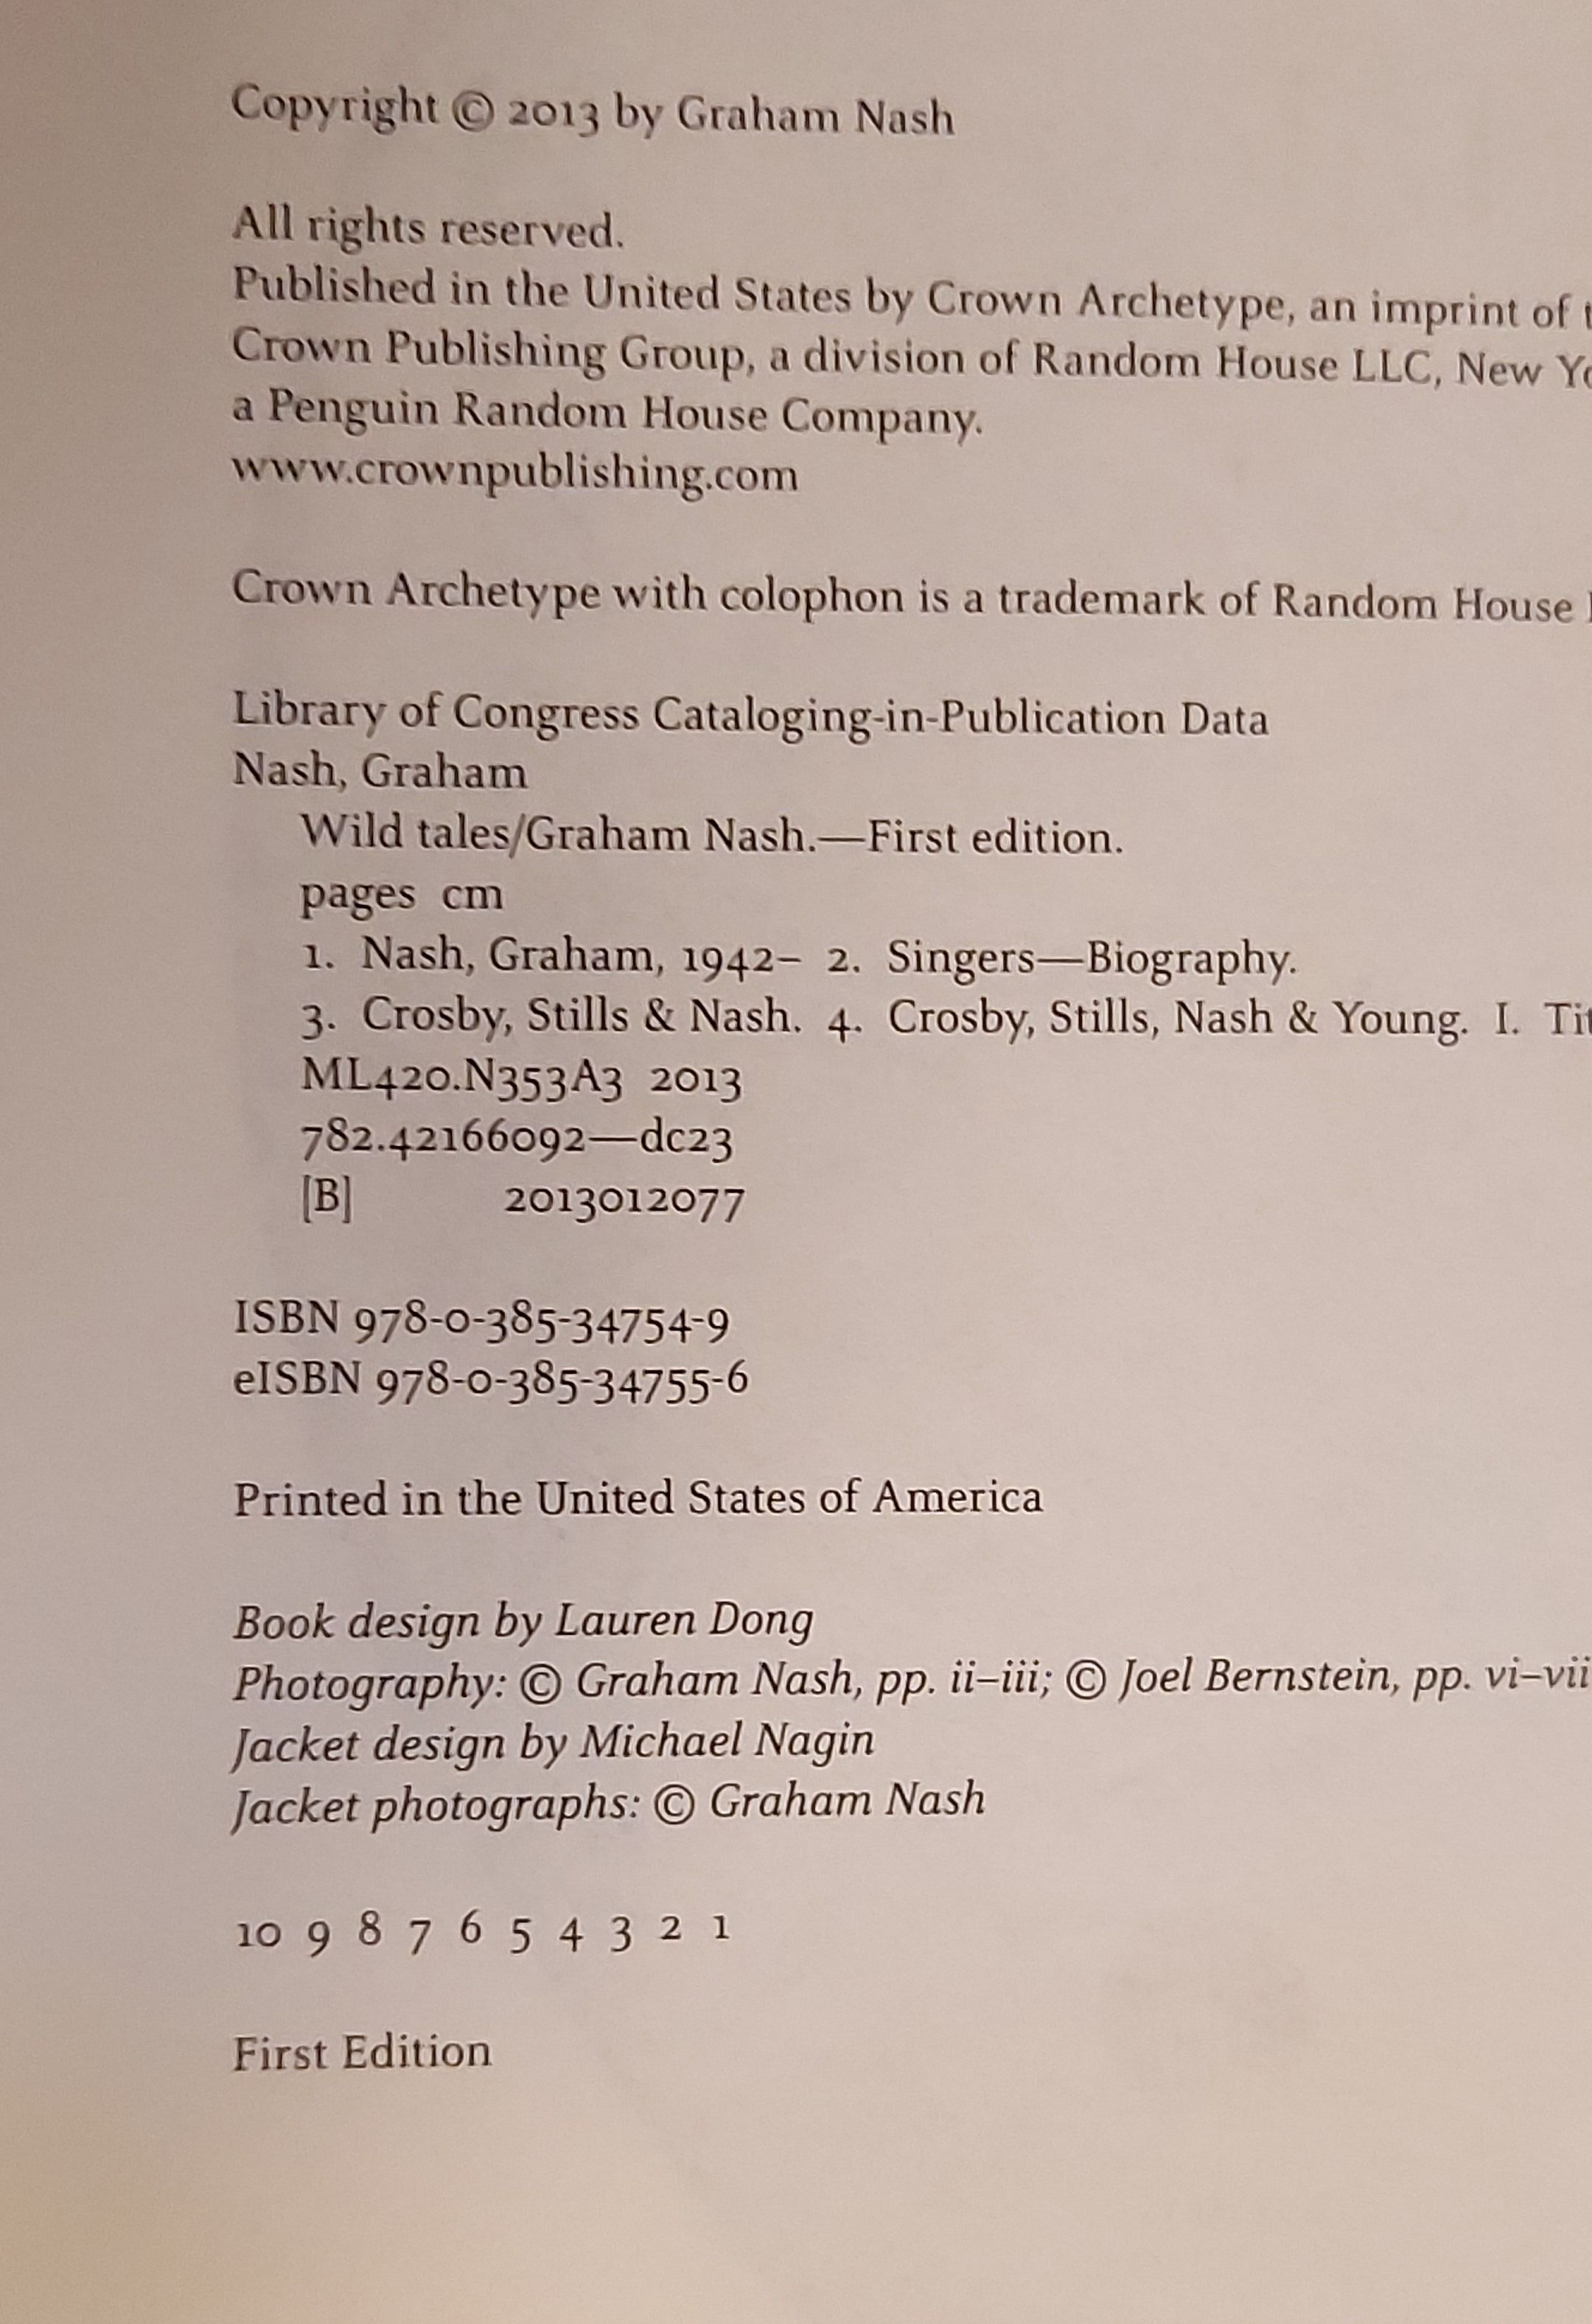 Copyright © 2013 by Graham Nash
All rights reserved.
Published in the United States by Crown Archetype, an imprint of
Crown Publishing Group, a division of Random House LLC, New
a Penguin Random House Company.
www.crownpublishing.com
Crown Archetype with colophon is a trademark of Random House
Library of Congress Cataloging-in-Publication Data
Nash, Graham
Wild tales/Graham Nash.—First edition.
pages cm
1. Nash, Graham, 1942– 2. Singers—Biography.
3. Crosby, Stills & Nash. 4. Crosby, Stills, Nash & Young. I.
ML420.N353A3 2013
782.42166092—dc23
[B] 2013012077
ISBN 978-0-385-34754-9
eISBN 978-0-385-34755-6
Printed in the United States of America
Book design by Lauren Dong
Photography: © Graham Nash, pp. ii–iii; © Joel Bernstein, pp. vi–vii
Jacket design by Michael Nagin
Jacket photographs: © Graham Nash
10 9 8 7 6 5 4 3 2 1
First Edition